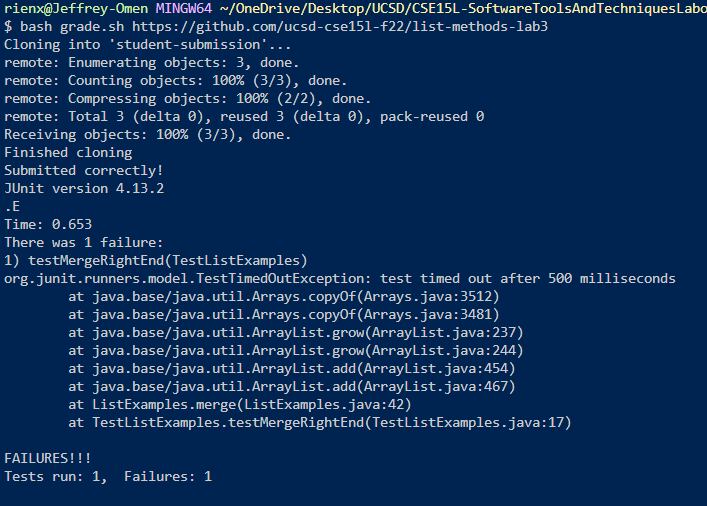 rienx@Jeffrey-Omen MINGW64 ~/OneDrive/Desktop/UCSD/CSE15L-SoftwareToolsAndTechniquesLabo
$ bash grade.sh https://github.com/ucsd-cse15l-f22/list-methods-lab3
Cloning into 'student-submission'...
remote: Enumerating objects: 3, done.
remote: Counting objects: 100% (3/3), done.
remote: Compressing objects: 100% (2/2), done.
remote: Total 3 (delta 0), reused 3 (delta 0), pack-reused 0
Receiving objects: 100% (3/3), done.
Finished cloning
Submitted correctly!
JUnit version 4.13.2
.E
Time: 0.653
There was 1 failure:
1) testMergeRightEnd(TestListExamples)
org.junit.runners.model.TestTimedOutException: test timed out after 500 milliseconds
        at java.base/java.util.Arrays.copyOf(Arrays.java:3512)
        at java.base/java.util.Arrays.copyOf(Arrays.java:3481)
        at java.base/java.util.ArrayList.grow(ArrayList.java:237)
        at java.base/java.util.ArrayList.grow(ArrayList.java:244)
        at java.base/java.util.ArrayList.add(ArrayList.java:454)
        at java.base/java.util.ArrayList.add(ArrayList.java:467)
        at ListExamples.merge(ListExamples.java:42)
        at TestListExamples.testMergeRightEnd(TestListExamples.java:17)

FAILURES!!!
Tests run: 1,  Failures: 1